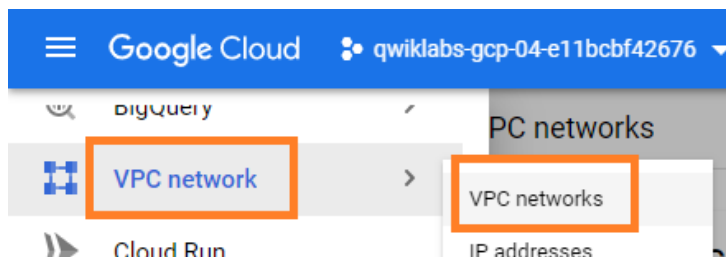 Google Cloud qwiklabs-gcp-04-e11bcbf42676
BigQuery
PC networks
VPC network
VPC networks
Cloud Run
IP addresses